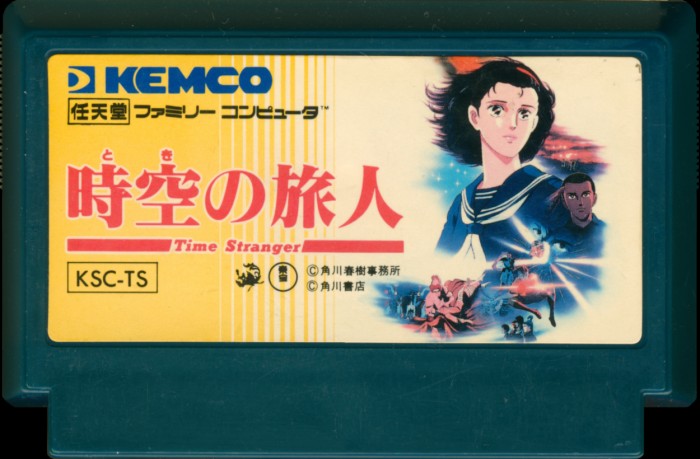 KEMCO
任天堂 ファミリーコンピュータ™
とき
時空の旅人
Time Stranger
KSC-TS
©角川春樹事務所
©角川書店